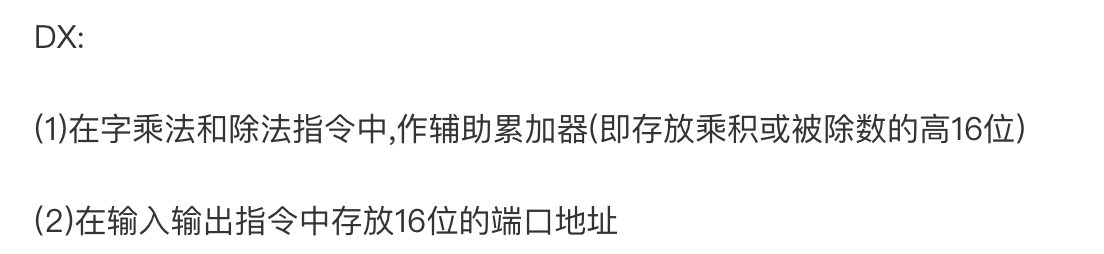 DX:
(1)在字乘法和除法指令中,作辅助累加器(即存放乘积或被除数的高16位)
(2)在输入输出指令中存放16位的端口地址